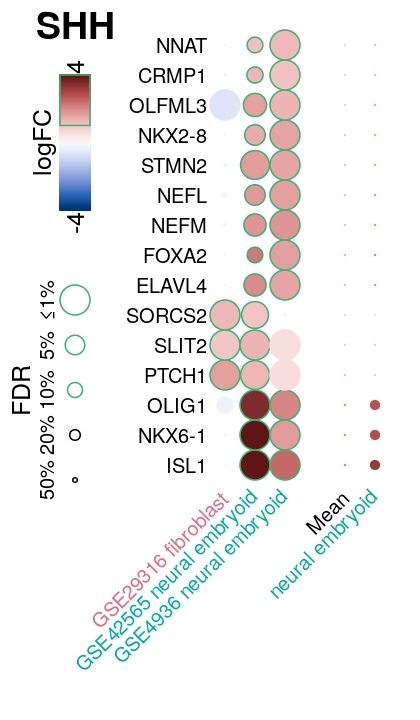 SHH
4
logFC
-4
FDR
≤1%
5%
10%
20%
50%
NNAT
CRMP1
OLFML3
NKX2-8
STMN2
NEFL
NEFM
FOXA2
ELAVL4
SORCS2
SLIT2
PTCH1
OLIG1
NKX6-1
ISL1
GSE29316 fibroblast
GSE42565 neural embryoid
GSE4936 neural embryoid
Mean
neural embryoid